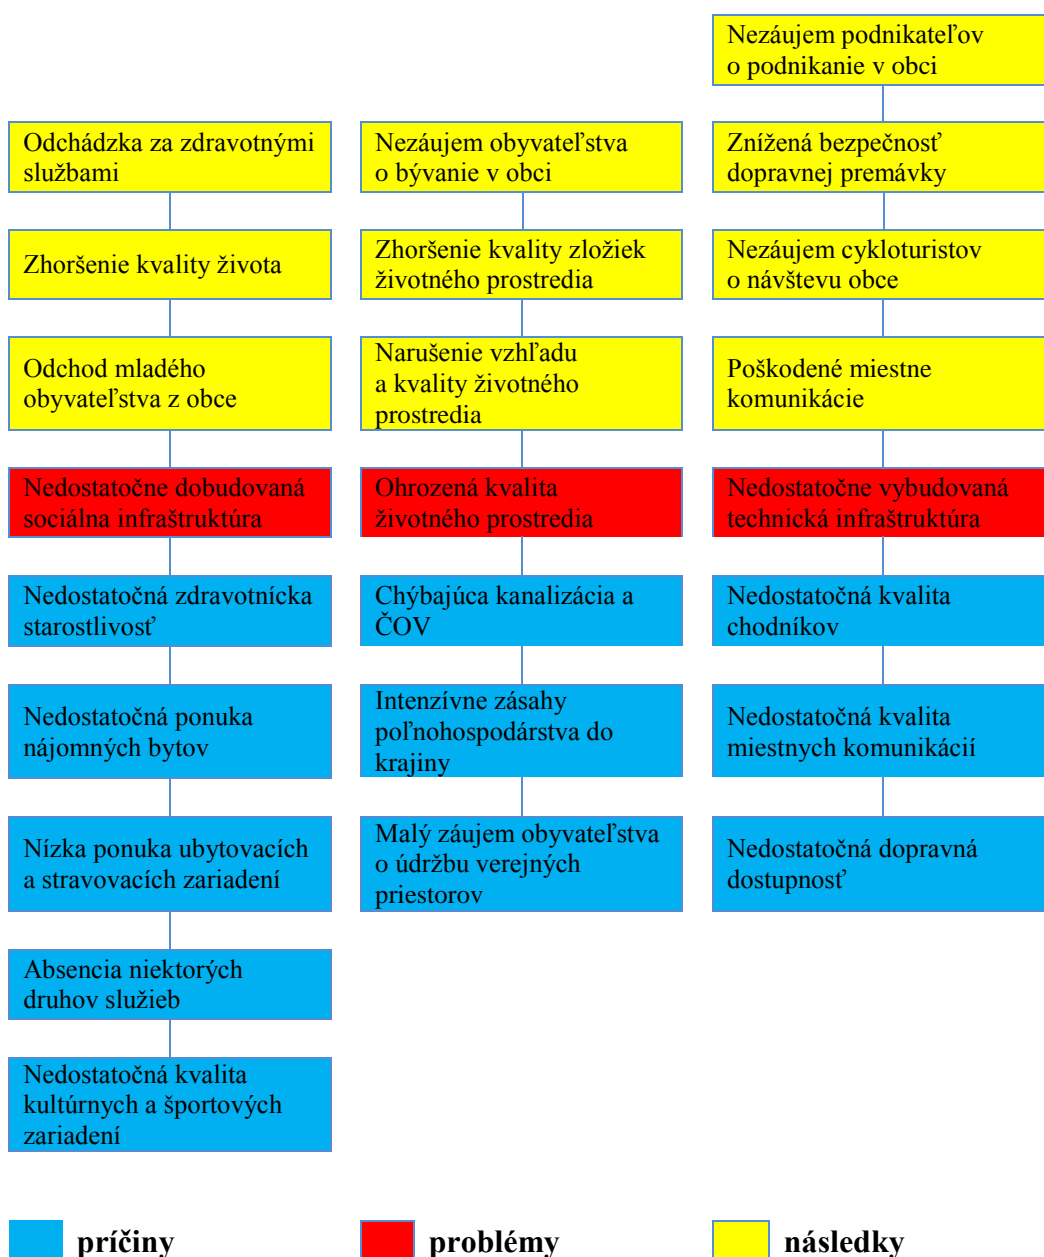 Nezáujem podnikateľov
o podnikanie v obci
Odchádzka za zdravotnými
službami
Nezáujem obyvateľstva
o bývanie v obci
Znížená bezpečnosť
dopravnej premávky
Zhoršenie kvality života
Zhoršenie kvality zložiek
životného prostredia
Nezáujem cykloturistov
o návštevu obce
Odchod mladého
obyvateľstva z obce
Narušenie vzhľadu
a kvality životného
prostredia
Poškodené miestne
komunikácie
Nedostatočne dobudovaná
sociálna infraštruktúra
Ohrozená kvalita
životného prostredia
Nedostatočne vybudovaná
technická infraštruktúra
Nedostatočná zdravotnícka
starostlivosť
Chýbajúca kanalizácia a
ČOV
Nedostatočná kvalita
chodníkov
Nedostatočná ponuka
nájomných bytov
Intenzívne zásahy
poľnohospodárstva do
krajiny
Nedostatočná kvalita
miestnych komunikácií
Nízka ponuka ubytovacích
a stravovacích zariadení
Malý záujem obyvateľstva
o údržbu verejných
priestorov
Nedostatočná dopravná
dostupnosť
Absencia niektorých
druhov služieb
Nedostatočná kvalita
kultúrnych a športových
zariadení
príčiny
problémy
následky